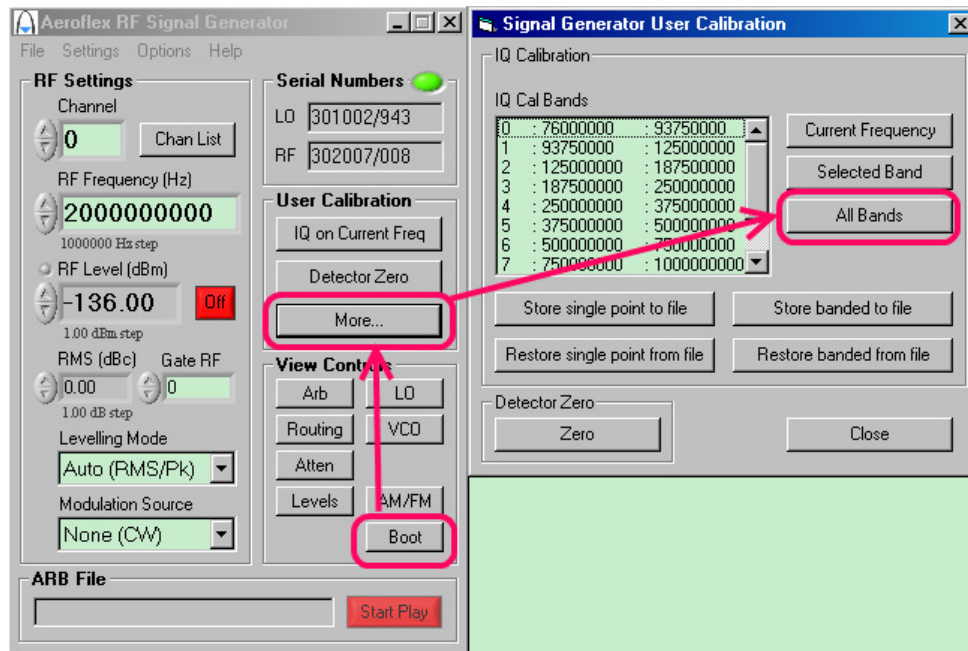 Aeroflex RF Signal Generator
File Settings Options Help
RF Settings
Channel
0
Chan List
RF Frequency (Hz)
2000000000
1000000 Hz step
RF Level (dBm)
-136.00
Off
1.00 dBm step
RMS (dBc) Gate RF
0.00 0
1.00 dB step
Levelling Mode
Auto (RMS/Pk)
Modulation Source
None (CW)
Serial Numbers
LO 301002/943
RF 302007/008
User Calibration
IQ on Current Freq
Detector Zero
More...
View Controls
Arb LO
Routing VCO
Atten
Levels AM/FM
Boot
ARB File
Start Play
Signal Generator User Calibration
IQ Calibration
IQ Cal Bands
0 : 76000000 : 93750000
1 : 93750000 : 125000000
2 : 125000000 : 187500000
3 : 187500000 : 250000000
4 : 250000000 : 375000000
5 : 375000000 : 500000000
6 : 500000000 : 750000000
7 : 750000000 : 1000000000
Current Frequency
Selected Band
All Bands
Store single point to file Store banded to file
Restore single point from file Restore banded from file
Detector Zero
Zero
Close